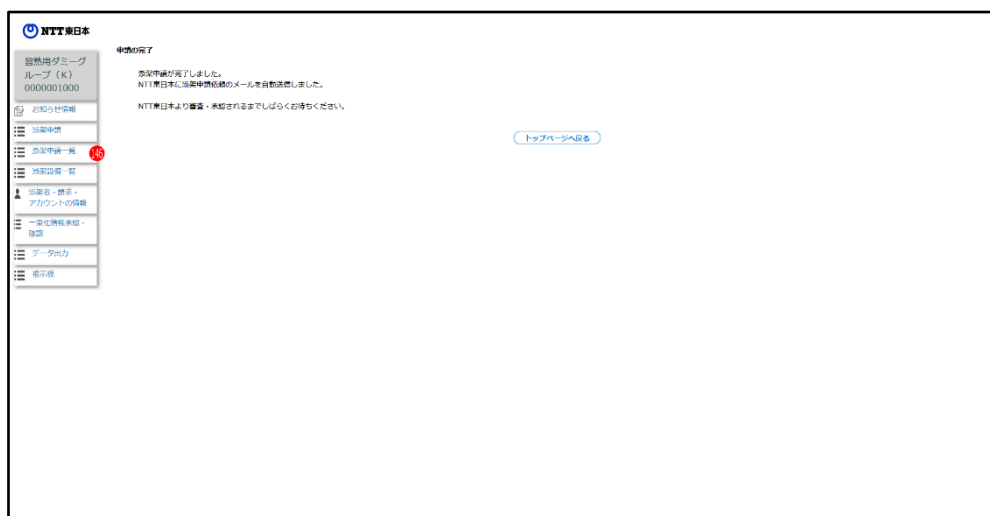 NTT東日本
習熟用ダミーグ
ループ（K）
0000001000
お知らせ情報
添架申請
添架申請一覧
146
添架設備一覧
添架者・請求・
アカウントの情報
一束化情報承認・
確認
データ出力
掲示板
申請の完了
添架申請が完了しました。
NTT東日本に添架申請依頼のメールを自動送信しました。
NTT東日本より審査・承認されるまでしばらくお待ちください。
トップページへ戻る